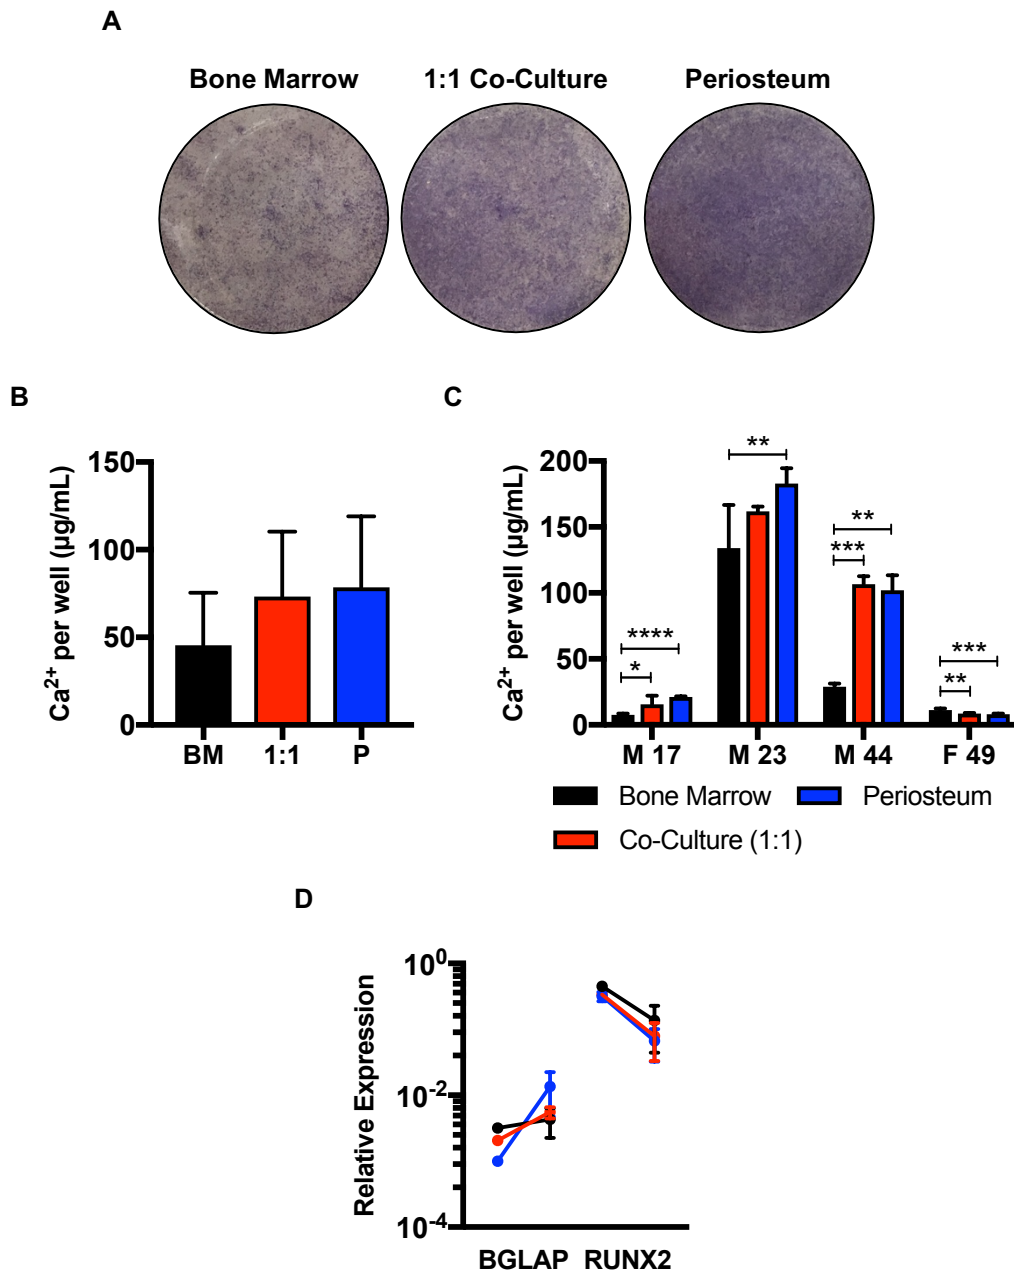 A
Bone Marrow 1:1 Co-Culture Periosteum
B
Ca2+ per well (µg/mL)
150
100
50
0
BM 1:1 P
C
Ca2+ per well (µg/mL)
200
150
100
50
0
****
*
**
**
***
***
**
M 17 M 23 M 44 F 49
Bone Marrow Periosteum
Co-Culture (1:1)
D
Relative Expression
10^0
10^-2
10^-4
BGLAP RUNX2